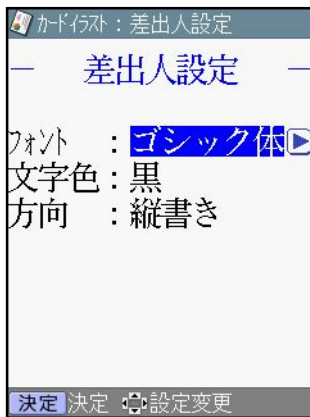 カードイラスト：差出人設定
― 差出人設定 ―
フォント ：ゴシック体
文字色：黒
方向 ：縦書き
決定 決定 設定変更